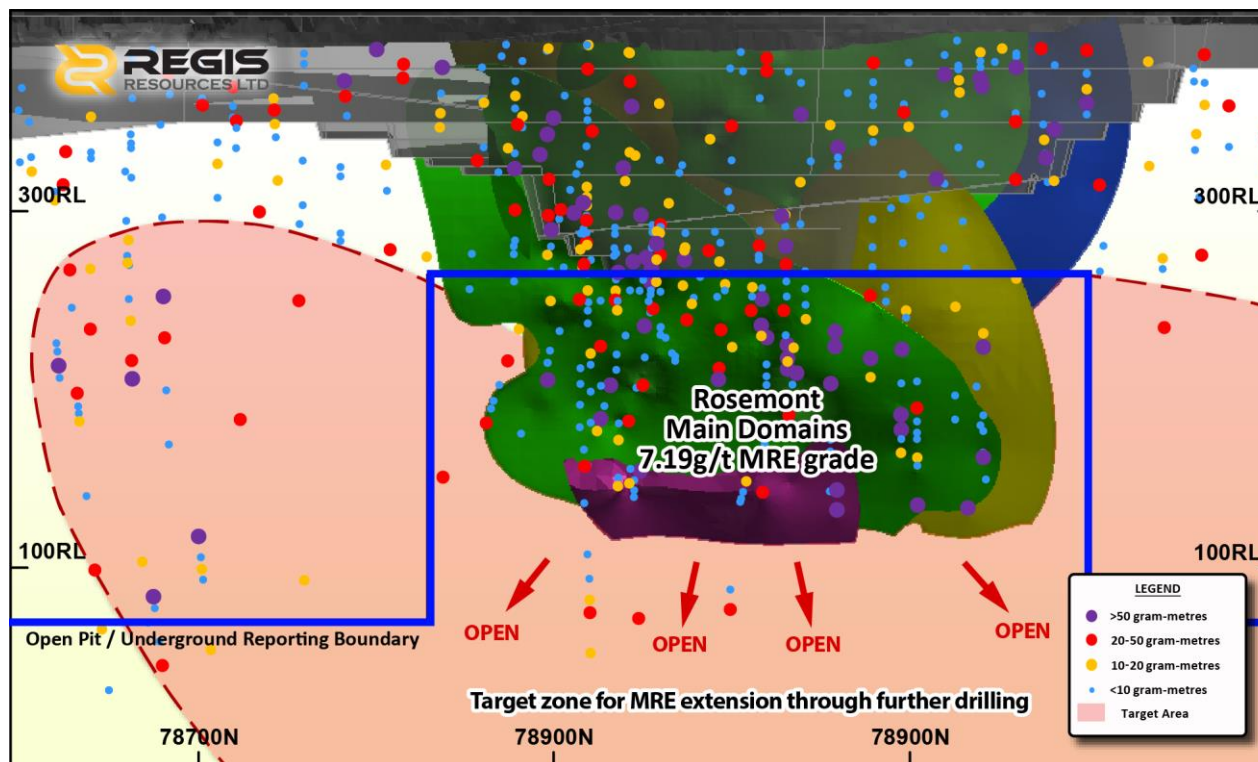 REGIS
RESOURCES LTD
300RL
300RL
Rosemont
Main Domains
7.19g/t MRE grade
100RL
100RL
OPEN
OPEN
OPEN
OPEN
Open Pit / Underground Reporting Boundary
LEGEND
>50 gram-metres
20-50 gram-metres
10-20 gram-metres
<10 gram-metres
Target Area
Target zone for MRE extension through further drilling
78700N
78900N
78900N